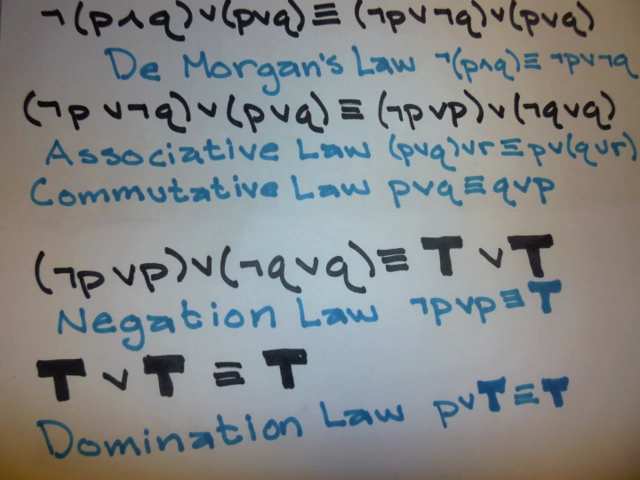 ¬(p∧q)∨(p∨q)≡(¬p∨¬q)∨(p∨q)
De Morgan's Law ¬(p∧q)≡¬p∨¬q
(¬p∨¬q)∨(p∨q)≡(¬p∨p)∨(¬q∨q)
Associative Law (p∨q)∨r≡p∨(q∨r)
Commutative Law p∨q≡q∨p
(¬p∨p)∨(¬q∨q)≡T∨T
Negation Law ¬p∨p≡T
T∨T≡T
Domination Law p∨T≡T